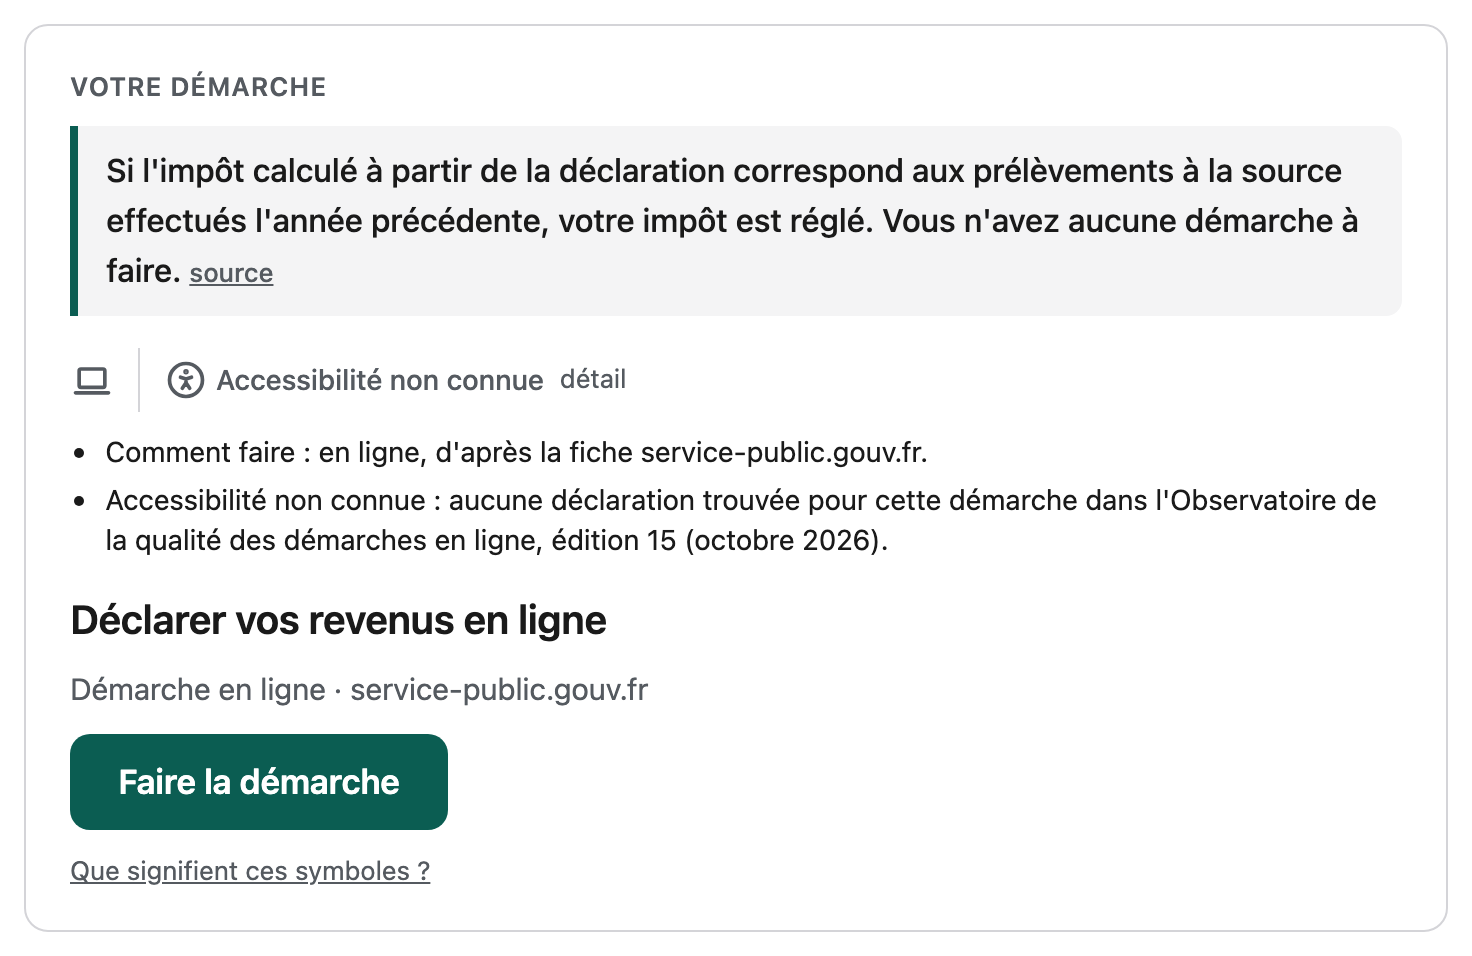 VOTRE DÉMARCHE
Si l'impôt calculé à partir de la déclaration correspond aux prélèvements à la source
effectués l'année précédente, votre impôt est réglé. Vous n'avez aucune démarche à
faire. source
Accessibilité non connue détail
• Comment faire : en ligne, d'après la fiche service-public.gouv.fr.
• Accessibilité non connue : aucune déclaration trouvée pour cette démarche dans l'Observatoire de
la qualité des démarches en ligne, édition 15 (octobre 2026).
Déclarer vos revenus en ligne
Démarche en ligne · service-public.gouv.fr
Faire la démarche
Que signifient ces symboles ?